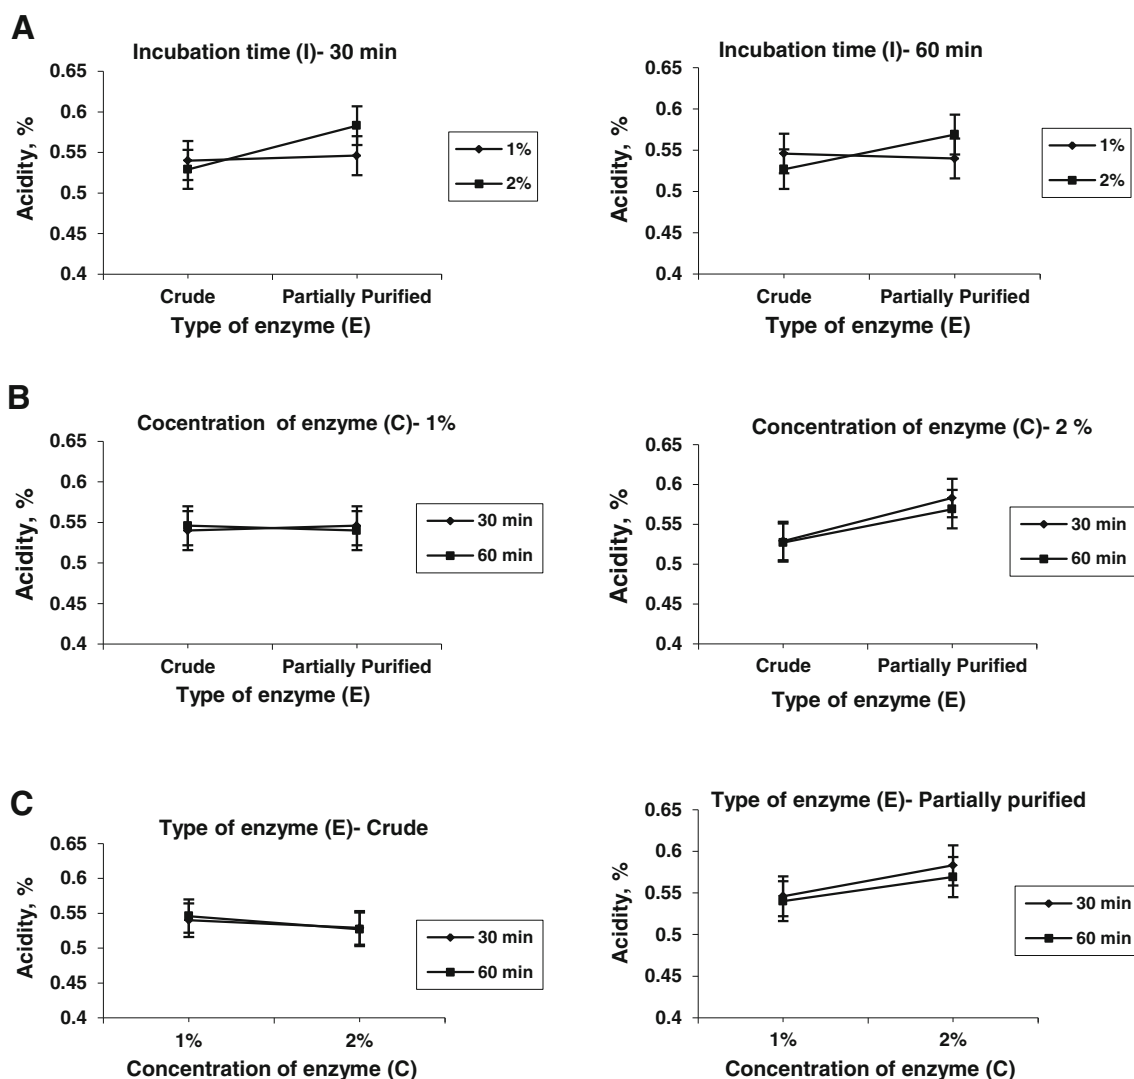 A
Incubation time (I)- 30 min
0.65
0.6
0.55
0.5
0.45
0.4
Acidity, %
1%
2%
Crude
Partially Purified
Type of enzyme (E)
Incubation time (I)- 60 min
0.65
0.6
0.55
0.5
0.45
0.4
Acidity, %
1%
2%
Crude
Partially Purified
Type of enzyme (E)
B
Cocentration of enzyme (C)- 1%
0.65
0.6
0.55
0.5
0.45
0.4
Acidity, %
30 min
60 min
Crude
Partially Purified
Type of enzyme (E)
Concentration of enzyme (C)- 2 %
0.65
0.6
0.55
0.5
0.45
0.4
Acidity, %
30 min
60 min
Crude
Partially Purified
Type of enzyme (E)
C
Type of enzyme (E)- Crude
0.65
0.6
0.55
0.5
0.45
0.4
Acidity, %
30 min
60 min
1%
2%
Concentration of enzyme (C)
Type of enzyme (E)- Partially purified
0.65
0.6
0.55
0.5
0.45
0.4
Acidity, %
30 min
60 min
1%
2%
Concentration of enzyme (C)